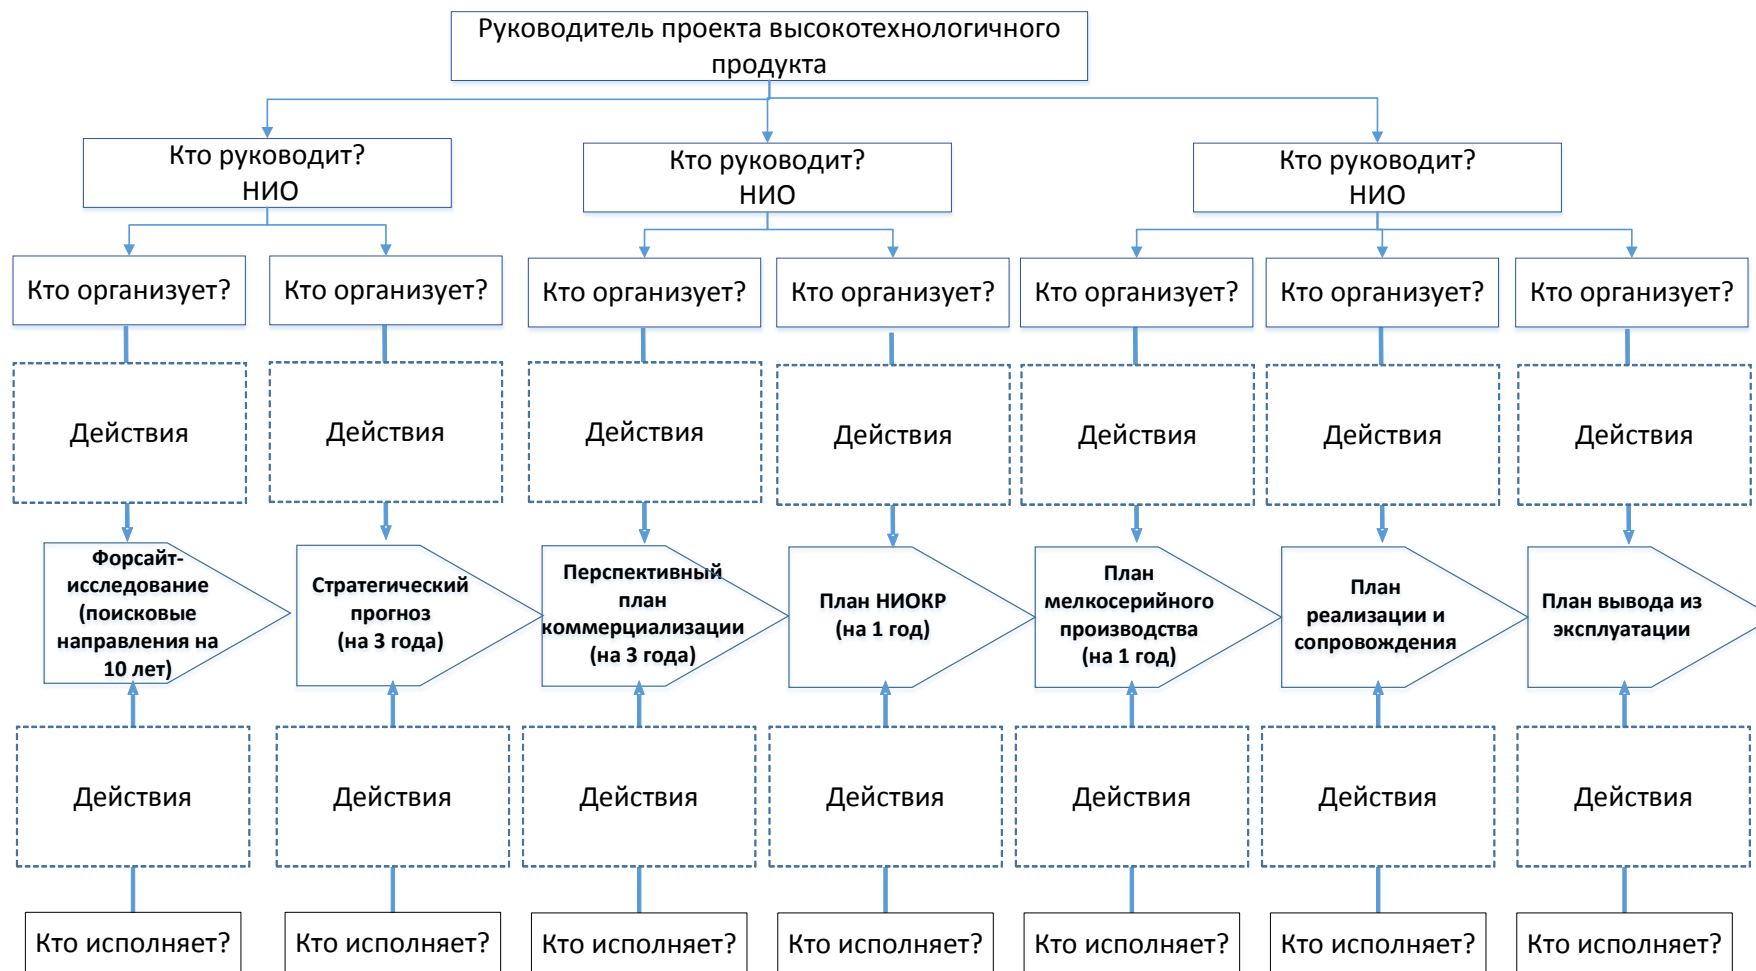 Руководитель проекта высокотехнологичного
продукта
Кто руководит?
НИО
Кто руководит?
НИО
Кто руководит?
НИО
Кто организует?
Кто организует?
Кто организует?
Кто организует?
Кто организует?
Кто организует?
Кто организует?
Действия
Действия
Действия
Действия
Действия
Действия
Действия
Форсайт-
исследование
(поисковые
направления на
10 лет)
Стратегический
прогноз
(на 3 года)
Перспективный
план
коммерциализации
(на 3 года)
План НИОКР
(на 1 год)
План
мелкосерийного
производства
(на 1 год)
План
реализации и
сопровождения
План вывода из
эксплуатации
Действия
Действия
Действия
Действия
Действия
Действия
Действия
Кто исполняет?
Кто исполняет?
Кто исполняет?
Кто исполняет?
Кто исполняет?
Кто исполняет?
Кто исполняет?